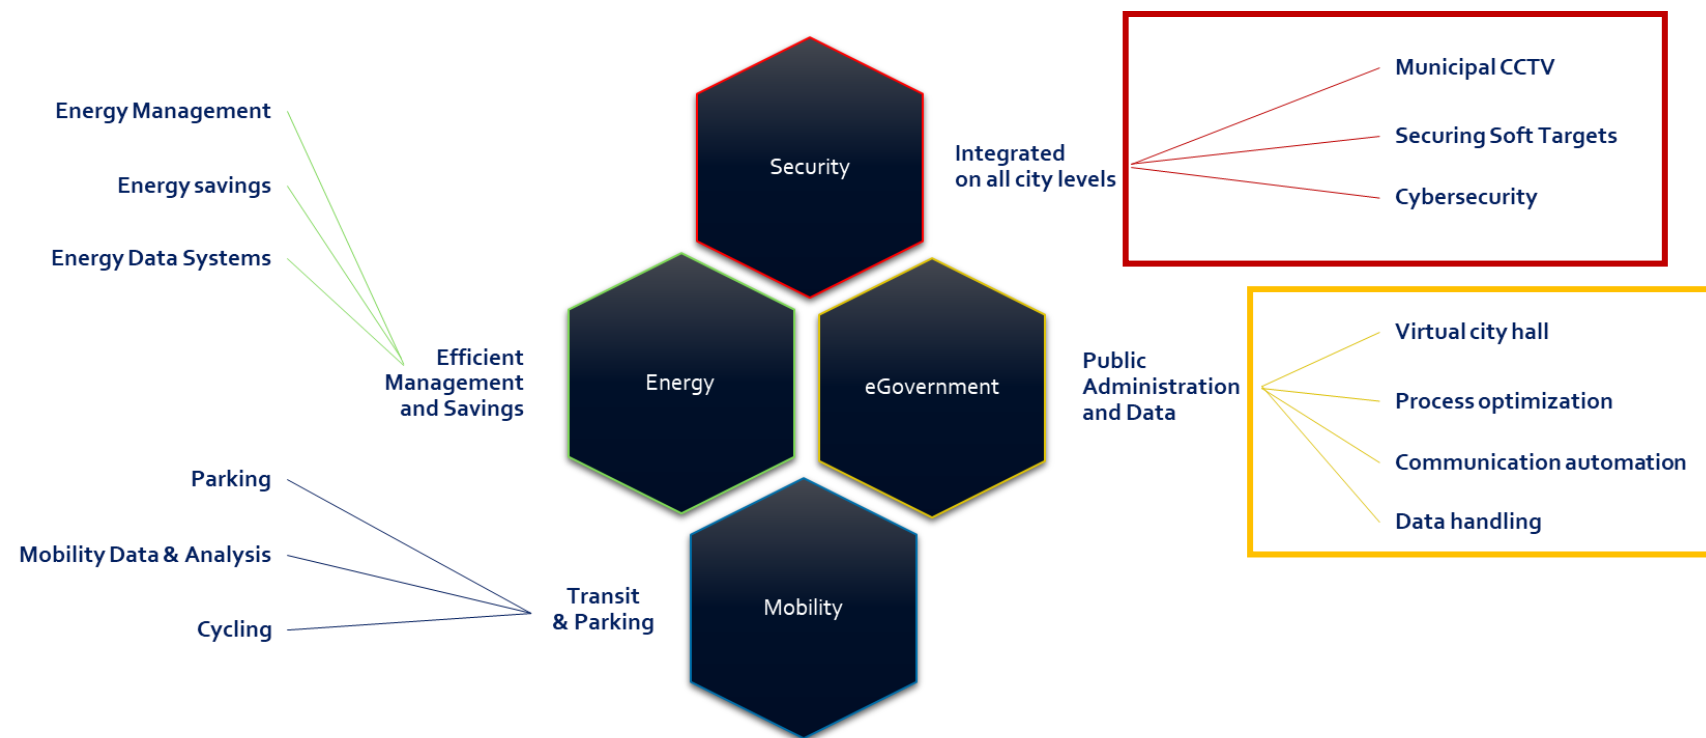 Security
Integrated
on all city levels
Municipal CCTV
Securing Soft Targets
Cybersecurity
Energy Management
Energy savings
Energy Data Systems
Efficient
Management
and Savings
Energy
eGovernment
Public
Administration
and Data
Virtual city hall
Process optimization
Communication automation
Data handling
Parking
Mobility Data & Analysis
Cycling
Transit
& Parking
Mobility